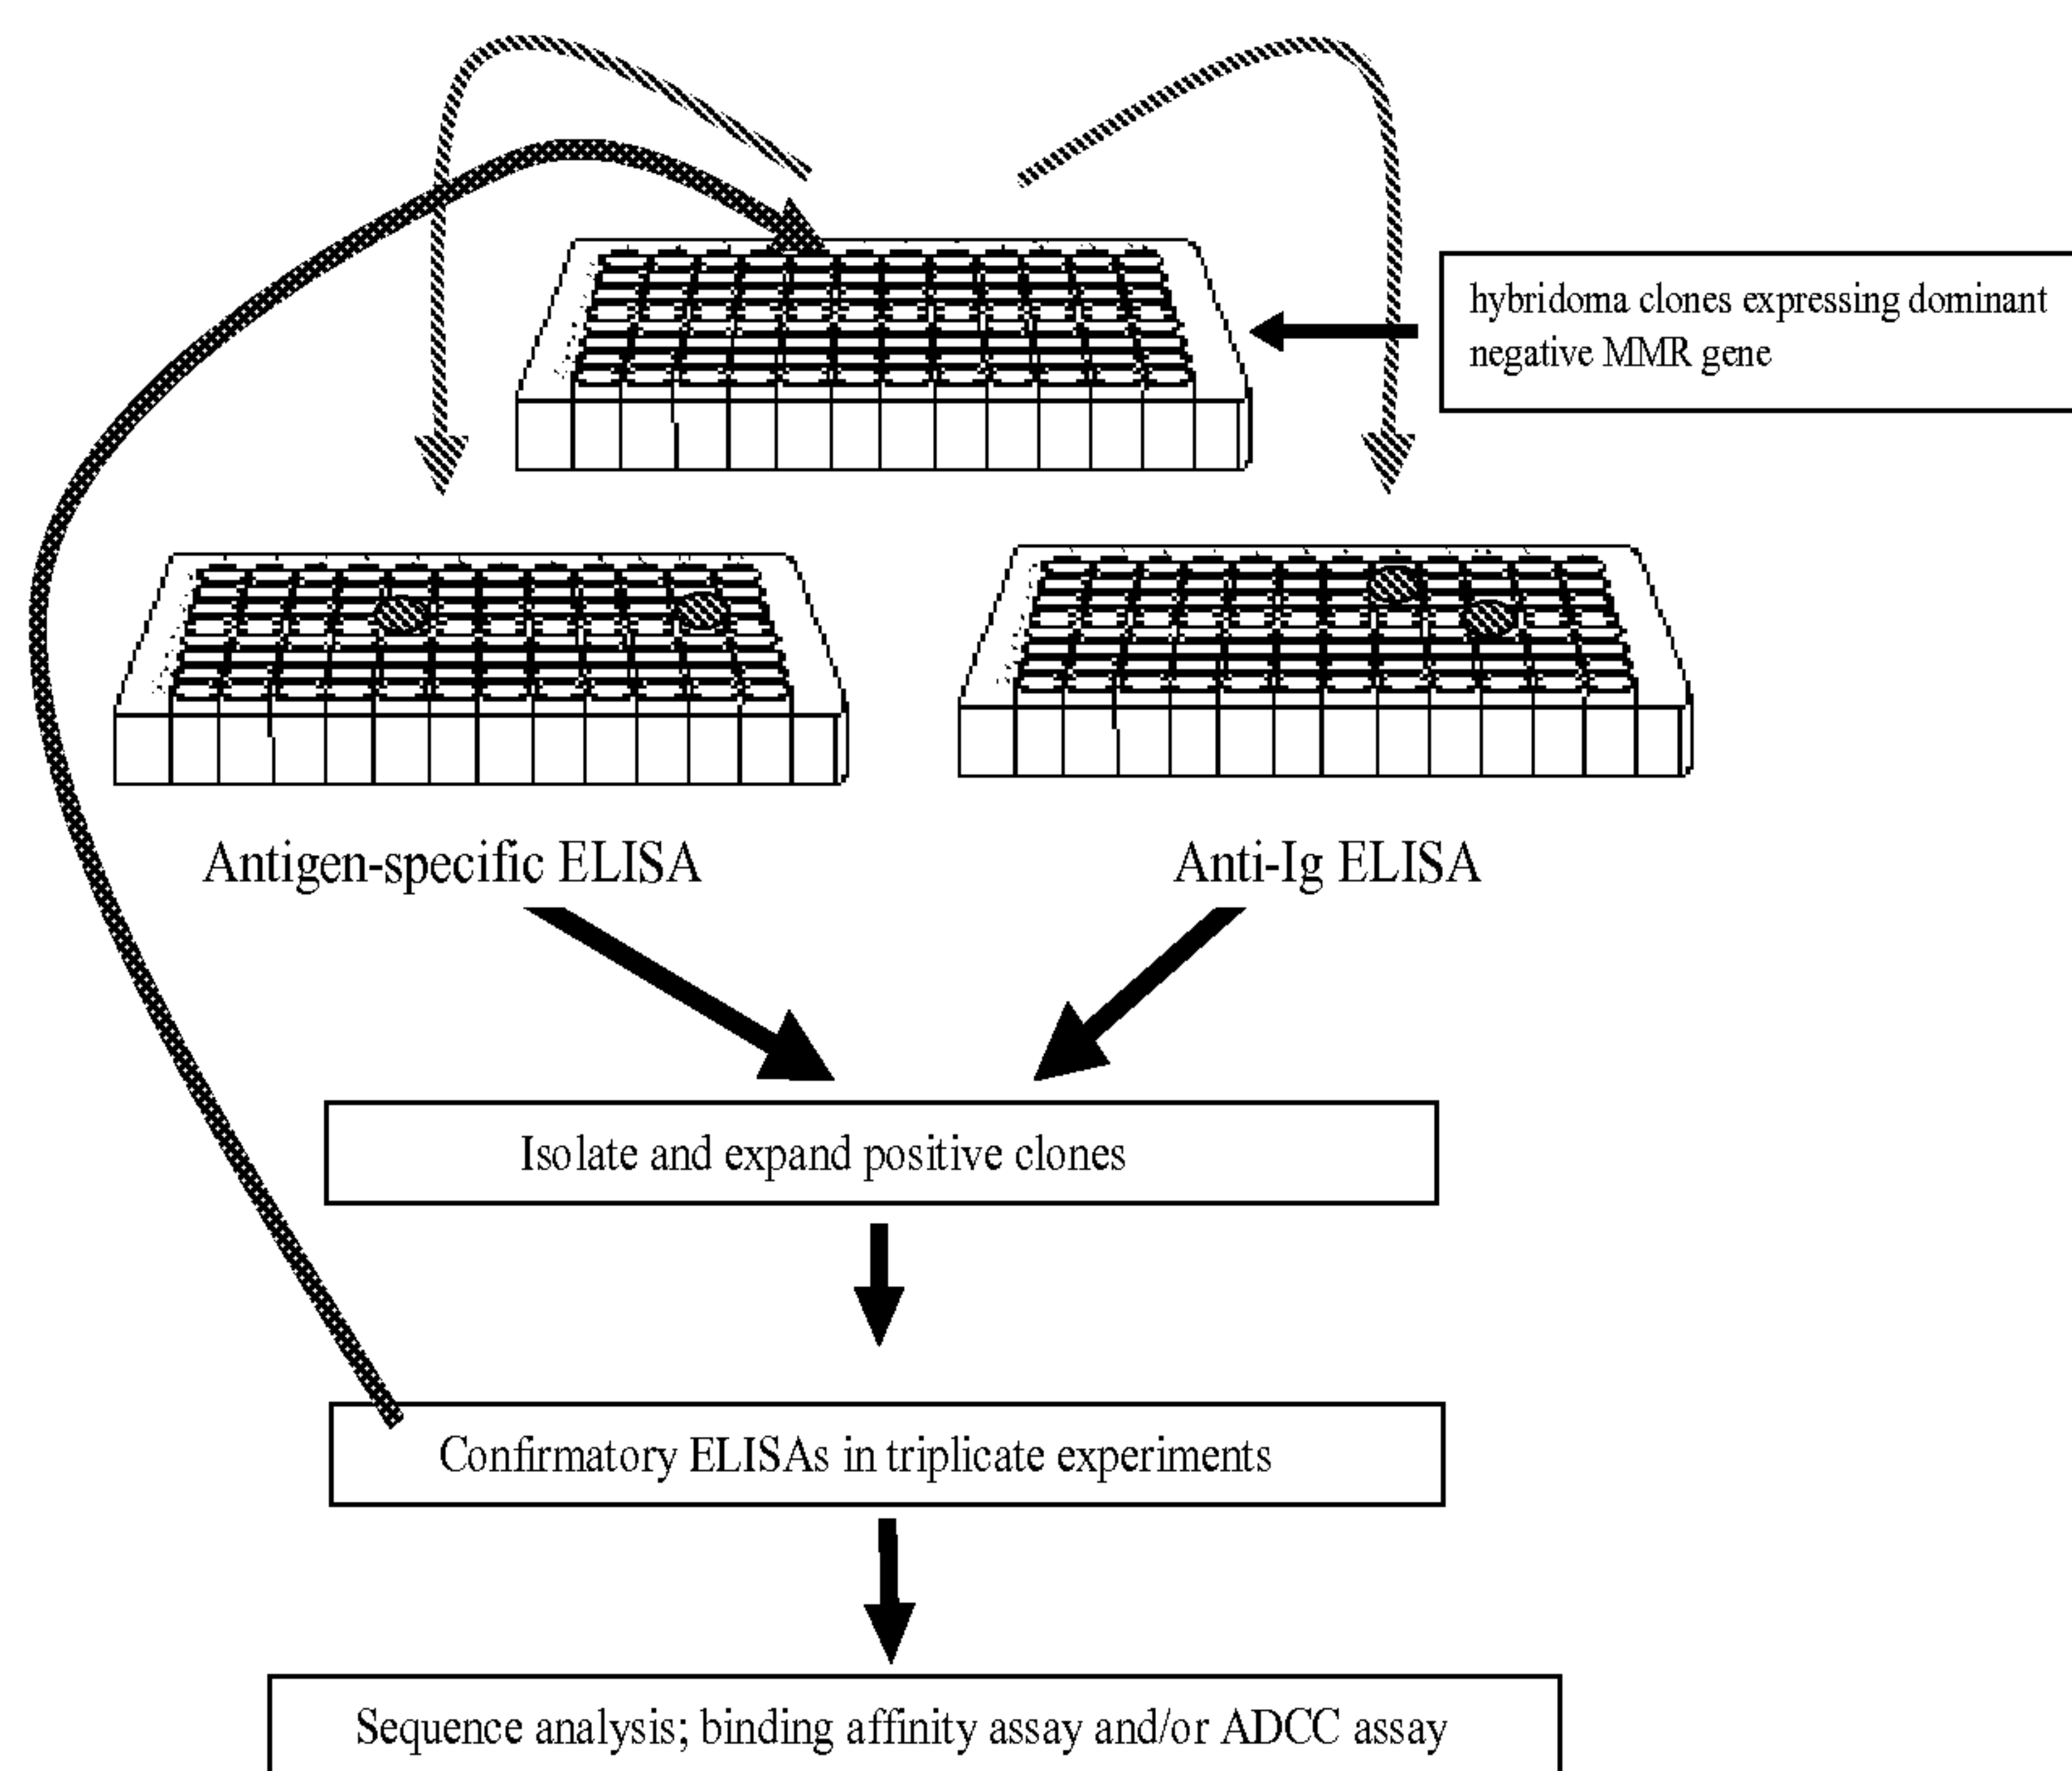 hybridoma clones expressing dominant
negative MMR gene
Antigen-specific ELISA
Anti-Ig ELISA
Isolate and expand positive clones
Confirmatory ELISAs in triplicate experiments
Sequence analysis; binding affinity assay and/or ADCC assay